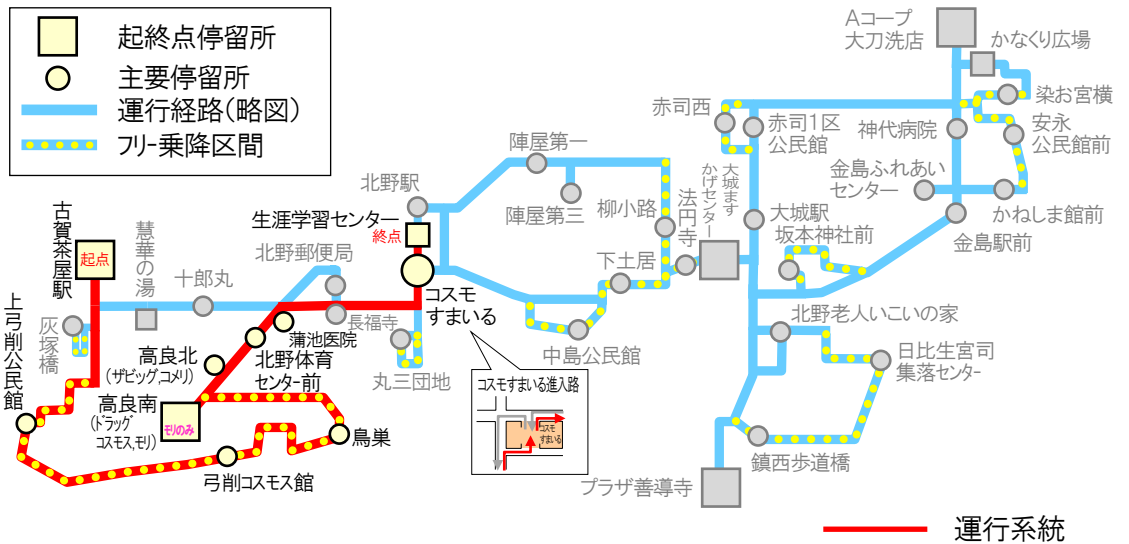 起終点停留所
主要停留所
運行経路(略図)
フリー乗降区間
Aコープ
大刀洗店
かなくり広場
赤司西
赤司1区
公民館
神代病院
染お宮横
安永
公民館前
金島ふれあい
センター
かねしま館前
金島駅前
陣屋第一
陣屋第三
北野駅
生涯学習センター
終点
柳小路
法円寺
大城ます
かげセンター
大城駅
坂本神社前
下土居
古賀茶屋駅
起点
慧華の湯
十郎丸
北野郵便局
コスモ
すまいる
長福寺
蒲池医院
北野体育
センター前
高良北
(ザビッグ,コメリ)
高良南
(ドラッグ
コスモス,モリ)
モリのみ
灰塚橋
上弓削公民館
丸三団地
中島公民館
北野老人いこいの家
日比生宮司
集落センター
コスモすまいる進入路
コスモ
すまいる
鳥巣
弓削コスモス館
鎮西歩道橋
プラザ善導寺
運行系統